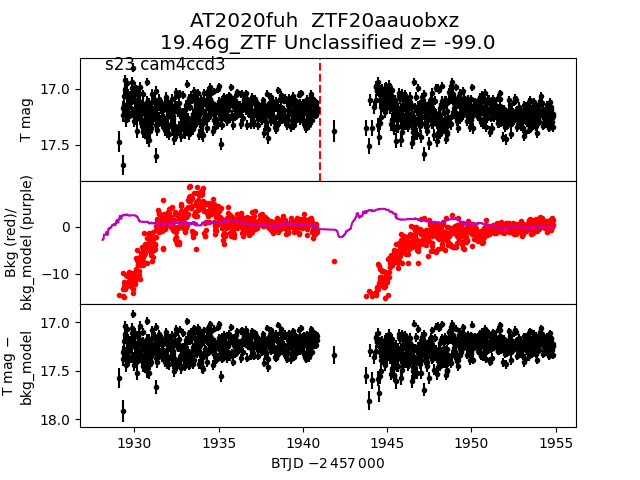 AT2020fuh  ZTF20aauobxz
19.46g_ZTF Unclassified z= -99.0
s23 cam4ccd3
17.0
17.5
T mag
0
−10
Bkg (red)/
bkg_model (purple)
17.0
17.5
18.0
T mag −
bkg_model
1930 1935 1940 1945 1950 1955
BTJD −2 457 000